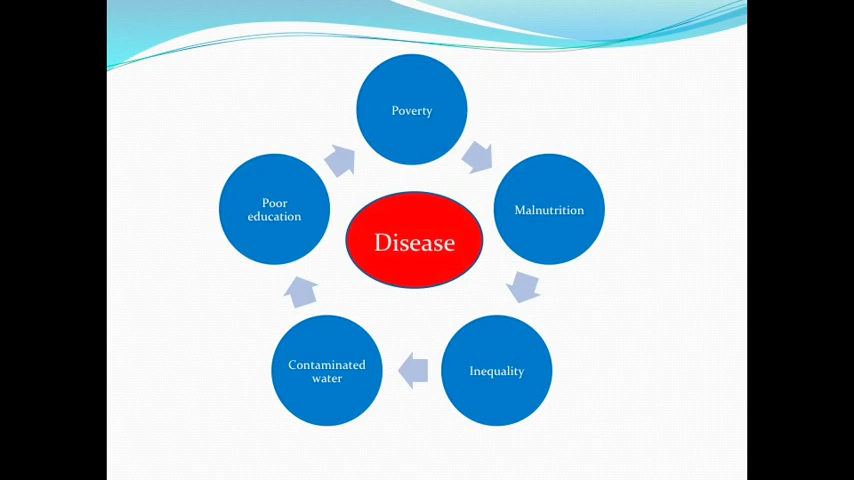 Poverty
Malnutrition
Inequality
Contaminated
water
Poor
education
Disease